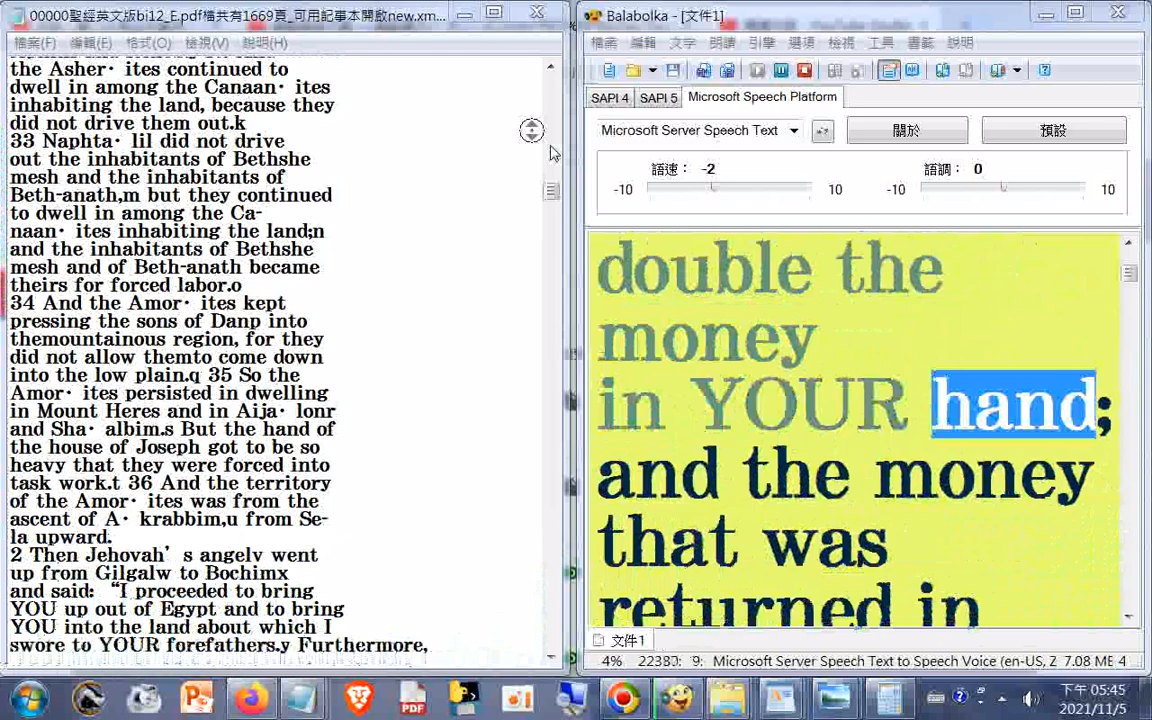 00000聖經英文版bi12_E.pdf檔共有1669頁_可用記事本開啟new.xm...
檔案(F) 編輯(E) 格式(O) 檢視(V) 說明(H)
the Asher· ites continued to
dwell in among the Canaan· ites
inhabiting the land, because they
did not drive them out.k
33 Naphta· lil did not drive
out the inhabitants of Bethshe
mesh and the inhabitants of
Beth-anath,m but they continued
to dwell in among the Ca-
naan· ites inhabiting the land;n
and the inhabitants of Bethshe
mesh and of Beth-anath became
theirs for forced labor.o
34 And the Amor· ites kept
pressing the sons of Danp into
themountainous region, for they
did not allow themto come down
into the low plain.q 35 So the
Amor· ites persisted in dwelling
in Mount Heres and in Aija· lonr
and Sha· albim.s But the hand of
the house of Joseph got to be so
heavy that they were forced into
task work.t 36 And the territory
of the Amor· ites was from the
ascent of A· krabbim,u from Se-
la upward.
2 Then Jehovah’s angelv went
up from Gilgalw to Bochimx
and said: “I proceeded to bring
YOU up out of Egypt and to bring
YOU into the land about which I
swore to YOUR forefathers.y Furthermore,
Balabolka - [文件1]
檔案 編輯 文字 朗讀 引擎 選項 檢視 工具 書籤 說明
SAPI 4 SAPI 5 Microsoft Speech Platform
Microsoft Server Speech Text 關於 預設
語速: -2 語調: 0
-10 10 -10 10
double the
money
in YOUR hand;
and the money
that was
returned in
文件1
4% 9: Microsoft Server Speech Text to Speech Voice (en-US, Z 7.08 ME 4
PDF
下午 05:45
2021/11/5